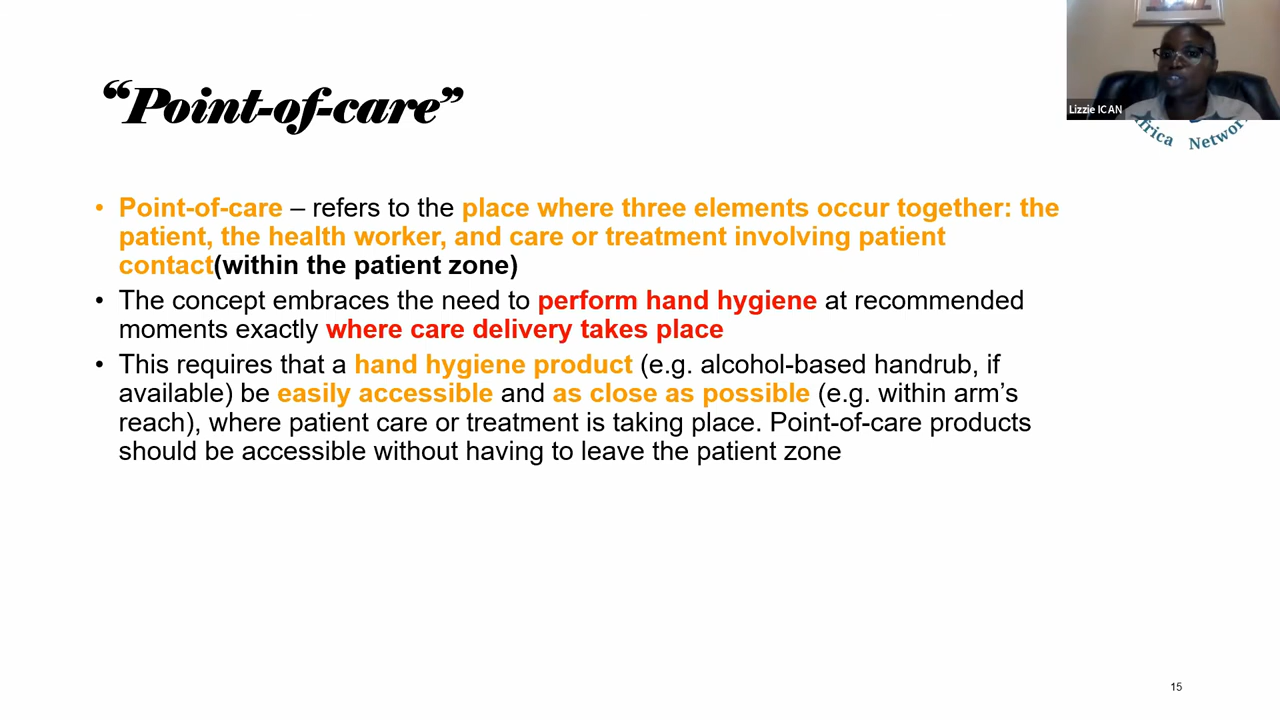 “Point-of-care”
Lizzie ICAN
frica Network
• Point-of-care – refers to the place where three elements occur together: the
patient, the health worker, and care or treatment involving patient
contact(within the patient zone)
• The concept embraces the need to perform hand hygiene at recommended
moments exactly where care delivery takes place
• This requires that a hand hygiene product (e.g. alcohol-based handrub, if
available) be easily accessible and as close as possible (e.g. within arm’s
reach), where patient care or treatment is taking place. Point-of-care products
should be accessible without having to leave the patient zone
15